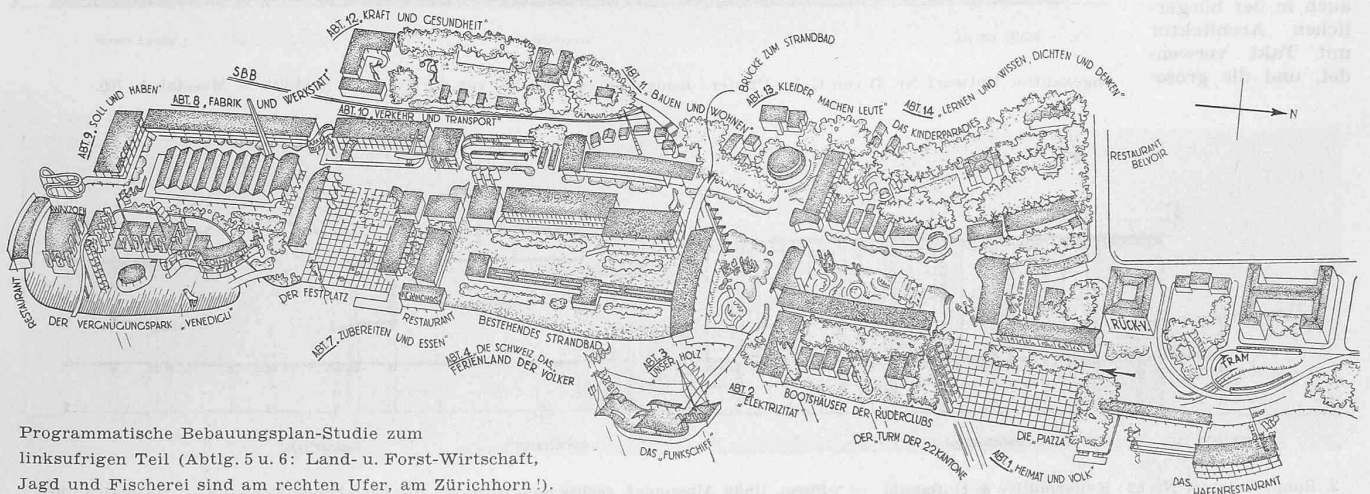 auch in der bürger-
lichen Architektur
mit Takt verwen-
det, und die grosse
ABT. 12 „KRAFT UND GESUNDHEIT"
SBB
ABT. 9 „SOLL UND HABEN"
ABT. 8 „FABRIK UND WERKSTATT"
ABT. 10 „VERKEHR UND TRANSPORT"
ABT. 11 „BAUEN UND WOHNEN"
BRÜCKE ZUM STRANDBAD
ABT. 13 „KLEIDER MACHEN LEUTE"
ABT. 14 „LERNEN UND WISSEN, DICHTEN UND DENKEN"
DAS KINDERPARADIES
N
RESTAURANT
BELVOIR
RESTAURANT
DER VERGNÜGUNGSPARK „VENEDIGLI"
DER FESTPLATZ
ABT. 7 „ZUBEREITEN UND ESSEN"
RESTAURANT
BESTEHENDES STRANDBAD
ABT. 4 „DIE SCHWEIZ, DAS
FERIENLAND DER VÖLKER
ABT. 3
„UNSER HOLZ"
DAS „FUNKSCHIFF"
ABT. 2
„ELEKTRIZITÄT
BOOTSHÄUSER DER RUDERCLUBS
DER „TURM DER 22 KANTONE
DIE „PIAZZA"
ABT. 1 „HEIMAT UND VOLK"
RÜCK-V.
TRAM
DAS
HAFENRESTAURANT
Programmatische Bebauungsplan-Studie zum
linksufrigen Teil (Abtlg. 5 u. 6: Land- u. Forst-Wirtschaft,
Jagd und Fischerei sind am rechten Ufer, am Zürichhorn!).